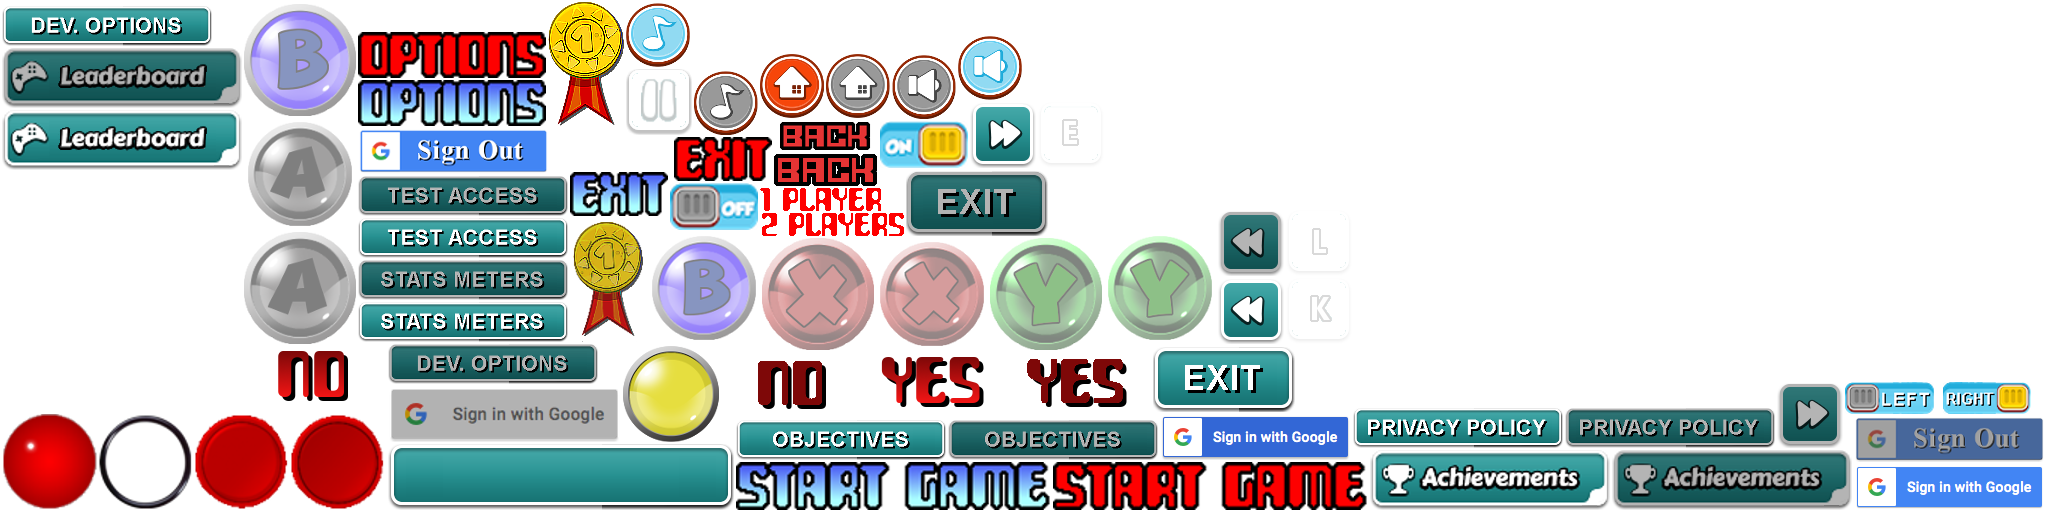 DEV. OPTIONS
Leaderboard
Leaderboard
B
A
A
OPTIONS
OPTIONS
G Sign Out
TEST ACCESS
TEST ACCESS
STATS METERS
STATS METERS
DEV. OPTIONS
G Sign in with Google
NO
1
1
EXIT
EXIT
BACK
BACK
ON
OFF
1 PLAYER
2 PLAYERS
E
EXIT
B
X
X
Y
Y
L
K
NO
YES
YES
EXIT
OBJECTIVES
OBJECTIVES
G Sign in with Google
START GAME
START GAME
PRIVACY POLICY
PRIVACY POLICY
LEFT
RIGHT
G Sign Out
Achievements
Achievements
G Sign in with Google